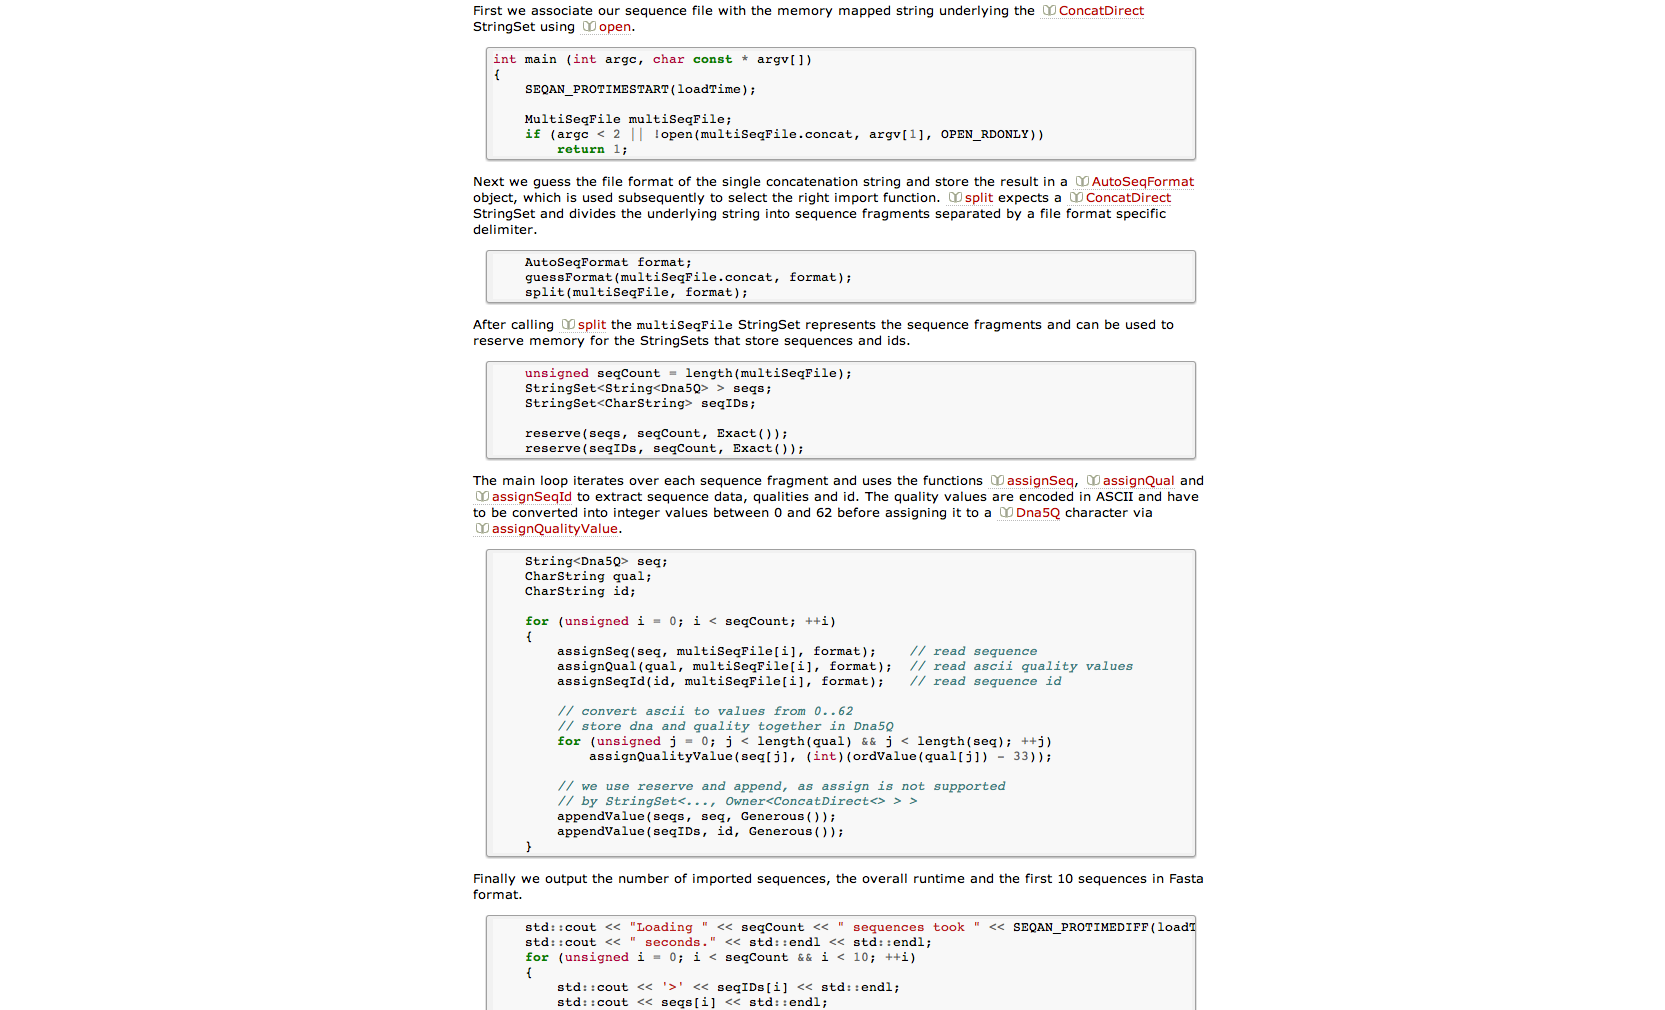 First we associate our sequence file with the memory mapped string underlying the ConcatDirect
StringSet using open.
int main (int argc, char const * argv[])
{
    SEQAN_PROTIMESTART(loadTime);

    MultiSeqFile multiSeqFile;
    if (argc < 2 || !open(multiSeqFile.concat, argv[1], OPEN_RDONLY))
        return 1;
Next we guess the file format of the single concatenation string and store the result in a AutoSeqFormat
object, which is used subsequently to select the right import function. split expects a ConcatDirect
StringSet and divides the underlying string into sequence fragments separated by a file format specific
delimiter.
    AutoSeqFormat format;
    guessFormat(multiSeqFile.concat, format);
    split(multiSeqFile, format);
After calling split the multiSeqFile StringSet represents the sequence fragments and can be used to
reserve memory for the StringSets that store sequences and ids.
    unsigned seqCount = length(multiSeqFile);
    StringSet<String<Dna5Q> > seqs;
    StringSet<CharString> seqIDs;

    reserve(seqs, seqCount, Exact());
    reserve(seqIDs, seqCount, Exact());
The main loop iterates over each sequence fragment and uses the functions assignSeq, assignQual and
assignSeqId to extract sequence data, qualities and id. The quality values are encoded in ASCII and have
to be converted into integer values between 0 and 62 before assigning it to a Dna5Q character via
assignQualityValue.
    String<Dna5Q> seq;
    CharString qual;
    CharString id;

    for (unsigned i = 0; i < seqCount; ++i)
    {
        assignSeq(seq, multiSeqFile[i], format);    // read sequence
        assignQual(qual, multiSeqFile[i], format);  // read ascii quality values
        assignSeqId(id, multiSeqFile[i], format);   // read sequence id

        // convert ascii to values from 0..62
        // store dna and quality together in Dna5Q
        for (unsigned j = 0; j < length(qual) && j < length(seq); ++j)
            assignQualityValue(seq[j], (int)(ordValue(qual[j]) - 33));

        // we use reserve and append, as assign is not supported
        // by StringSet<..., Owner<ConcatDirect<> > >
        appendValue(seqs, seq, Generous());
        appendValue(seqIDs, id, Generous());
    }
Finally we output the number of imported sequences, the overall runtime and the first 10 sequences in Fasta
format.
    std::cout << "Loading " << seqCount << " sequences took " << SEQAN_PROTIMEDIFF(loadT
    std::cout << " seconds." << std::endl << std::endl;
    for (unsigned i = 0; i < seqCount && i < 10; ++i)
    {
        std::cout << '>' << seqIDs[i] << std::endl;
        std::cout << seqs[i] << std::endl;